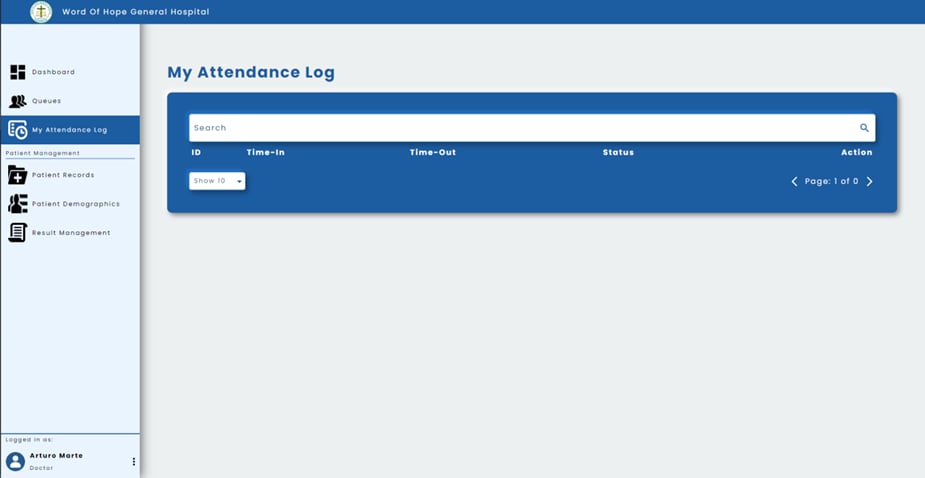 Word Of Hope General Hospital
Dashboard
Queues
My Attendance Log
Patient Management
Patient Records
Patient Demographics
Result Management
Logged in as:
Arturo Marte
Doctor
My Attendance Log
Search
ID Time-In Time-Out Status Action
Show 10 Page: 1 of 0